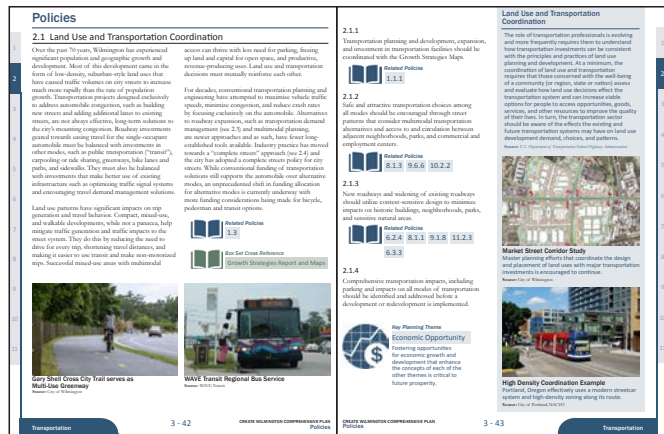 Policies
2.1 Land Use and Transportation Coordination
Over the past 70 years, Wilmington has experienced
significant population and geographic growth and
development. Most of this development came in the
form of low-density, suburban-style land uses that
have caused traffic volumes on city streets to increase
much more rapidly than the rate of population
growth. Transportation projects designed exclusively
to address automobile congestion, such as building
new streets and adding additional lanes to existing
streets, are not always effective, long-term solutions to
the city's mounting congestion. Roadway investments
geared towards easing travel for the single-occupant
automobile must be balanced with investments in
other modes, such as public transportation ("transit"),
carpooling or ride sharing, greenways, bike lanes and
paths, and sidewalks. They must also be balanced
with investments that make better use of existing
infrastructure such as optimizing traffic signal systems
and encouraging travel demand management solutions.
Land use patterns have significant impacts on trip
generation and travel behavior. Compact, mixed-use,
and walkable developments, while not a panacea, help
mitigate traffic generation and traffic impacts to the
street system. They do this by reducing the need to
drive for every trip, shortening travel distances, and
making it easier to use transit and make non-motorized
trips. Successful mixed-use areas with multimodal
access can thrive with less need for parking, freeing
up land and capital for open space, and productive,
revenue-producing uses. Land use and transportation
decisions must mutually reinforce each other.
For decades, conventional transportation planning and
engineering have attempted to maximize vehicle traffic
speeds, minimize congestion, and reduce crash rates
by focusing exclusively on the automobile. Alternatives
to roadway expansion, such as transportation demand
management (see 2.3) and multimodal planning,
are newer approaches and as such, have fewer long-
established tools available. Industry practice has moved
towards a "complete streets" approach (see 2.4) and
the city has adopted a complete streets policy for city
streets. While conventional funding of transportation
still supports the automobile over alternative modes,
an unprecedented shift in funding allocation
for alternative modes is currently underway with
more funding considerations being made for bicycle,
pedestrian and transit options.
Related Policies
1.3
Box Set Cross Reference
Growth Strategies Report and Maps
Gary Shell Cross City Trail serves as
Multi-Use Greenway
Source: City of Wilmington
WAVE Transit Regional Bus Service
Source: WAVE Transit
Transportation
3 - 42
CREATE WILMINGTON COMPREHENSIVE PLAN
Policies
2.1.1
Transportation planning and development, expansion,
and investment in transportation facilities should be
coordinated with the Growth Strategies Maps.
Related Policies
1.1.1
2.1.2
Safe and attractive transportation choices among
all modes should be encouraged through street
patterns that consider multimodal transportation
alternatives and access to and circulation between
adjacent neighborhoods, parks, and commercial and
employment centers.
Related Policies
8.1.3 9.6.6 10.2.2
2.1.3
New roadways and widening of existing roadways
should utilize context-sensitive design to minimize
impacts on historic buildings, neighborhoods, parks,
and sensitive natural areas.
Related Policies
6.2.4 8.1.1 9.1.8 11.2.3
6.3.3
2.1.4
Comprehensive transportation impacts, including
parking and impacts on all modes of transportation
should be identified and addressed before a
development or redevelopment is implemented.
Key Planning Theme
Economic Opportunity
Fostering opportunities
for economic growth and
development that enhance
the concepts of each of the
other themes is critical to
future prosperity.
Land Use and Transportation
Coordination
The role of transportation professionals is evolving
and more frequently requires them to understand
how transportation investments can be consistent
with the principles and practices of land use
planning and development. At a minimum, the
coordination of land use and transportation
requires that those concerned with the well-being
of a community (or region, state or nation) assess
and evaluate how land use decisions effect the
transportation system and can increase viable
options for people to access opportunities, goods,
services, and other resources to improve the quality
of their lives. In turn, the transportation sector
should be aware of the effects the existing and
future transportation systems may have on land use
development demand, choices, and patterns.
Source: U.S. Department of Transportation Federal Highway Administration
Market Street Corridor Study
Master planning efforts that coordinate the design
and placement of land uses with major transportation
investments is encouraged to continue.
Source: City of Wilmington
High Density Coordination Example
Portland, Oregon effectively uses a modern streetcar
system and high-density zoning along its route.
Source: City of Portland, NACTO
CREATE WILMINGTON COMPREHENSIVE PLAN
Policies
3 - 43
Transportation